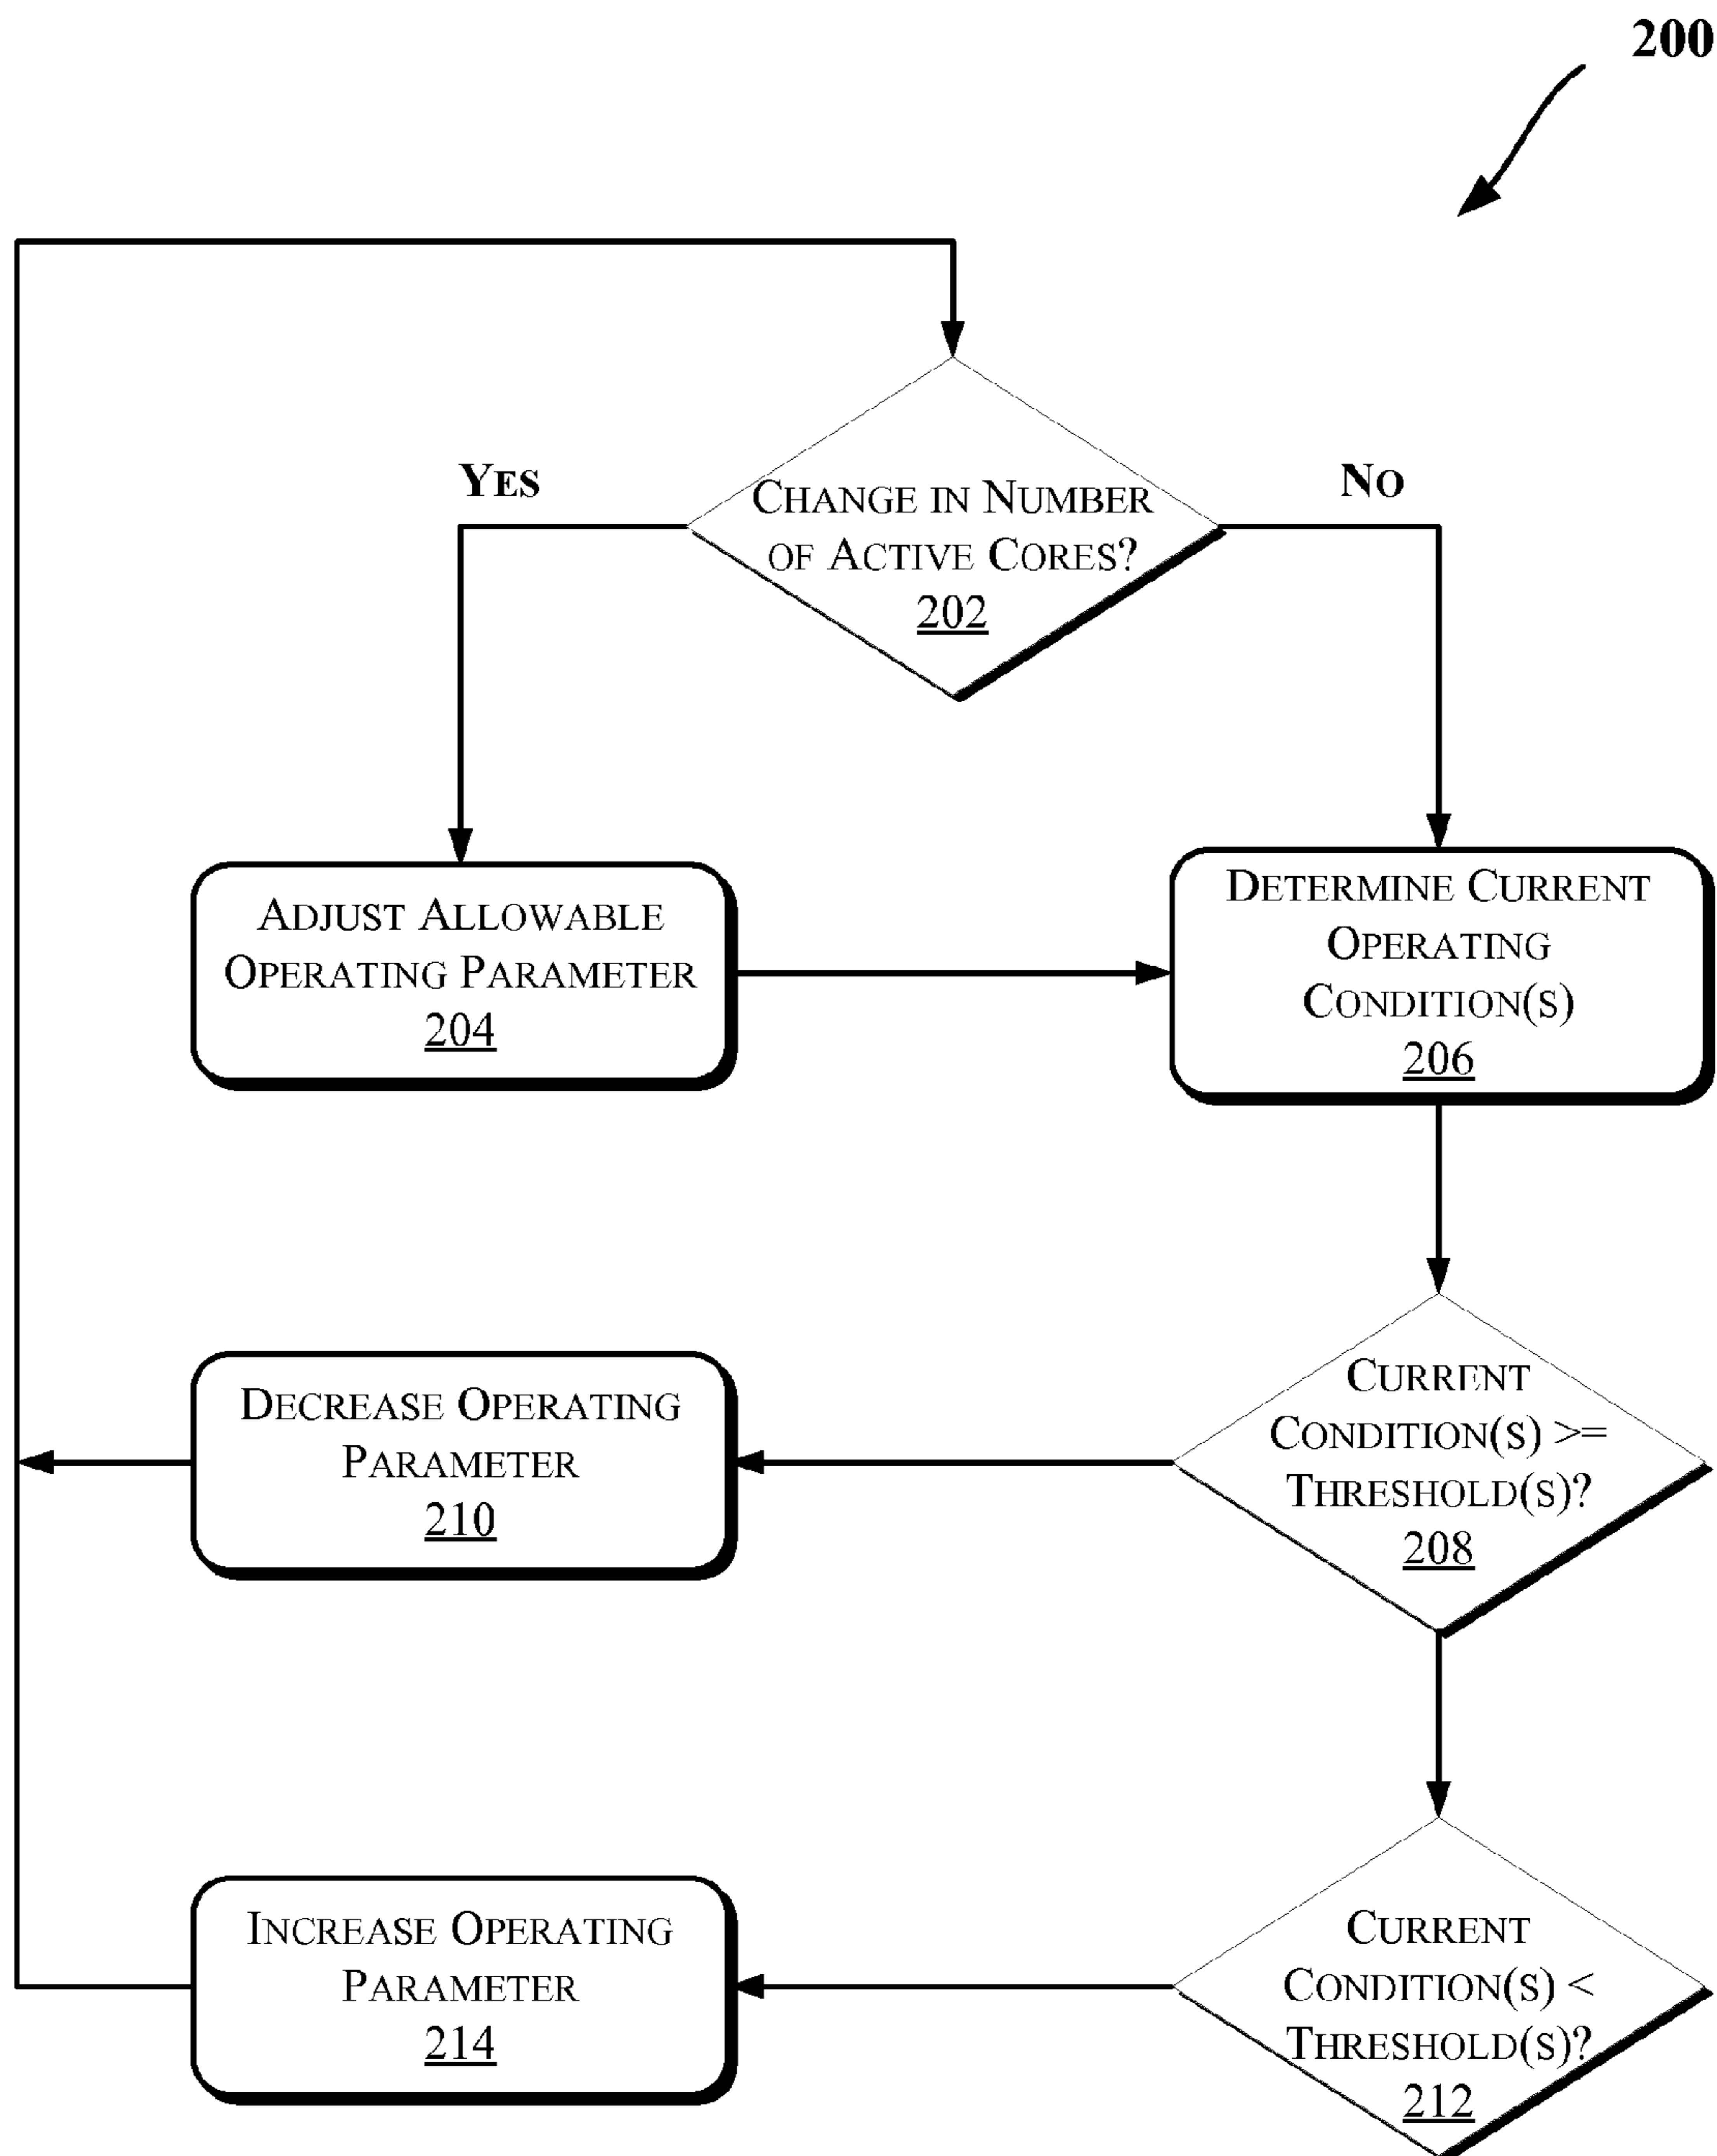 200
YES
NO
CHANGE IN NUMBER
OF ACTIVE CORES?
202
ADJUST ALLOWABLE
OPERATING PARAMETER
204
DETERMINE CURRENT
OPERATING
CONDITION(S)
206
DECREASE OPERATING
PARAMETER
210
CURRENT
CONDITION(S) >=
THRESHOLD(S)?
208
INCREASE OPERATING
PARAMETER
214
CURRENT
CONDITION(S) <
THRESHOLD(S)?
212